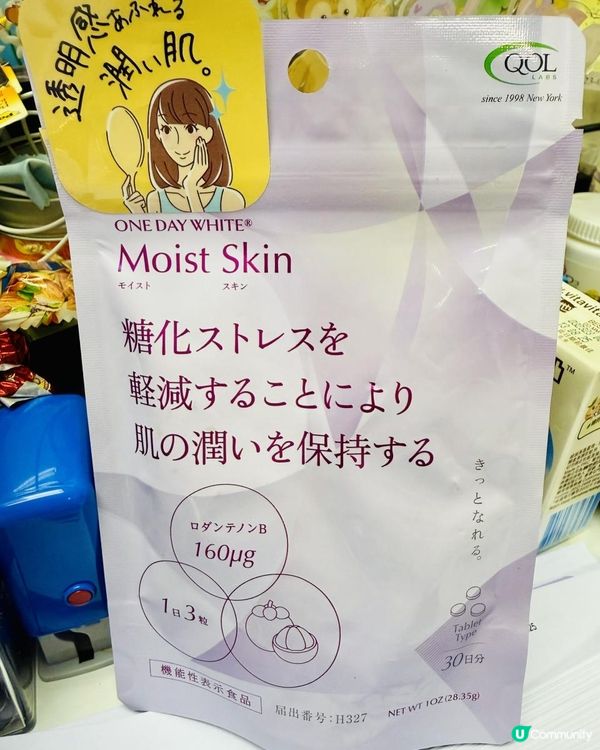 透明感あふれる
潤い肌。
QOL
LABS
since 1998 New York
ONE DAY WHITE®
Moist Skin
モイスト スキン
糖化ストレスを
軽減することにより
肌の潤いを保持する
きっとなれる。
ロダンテノンB
160μg
1日3粒
Tablet
Type
30日分
機能性表示食品
届出番号:H327
NET WT 1OZ (28.35g)
U Community